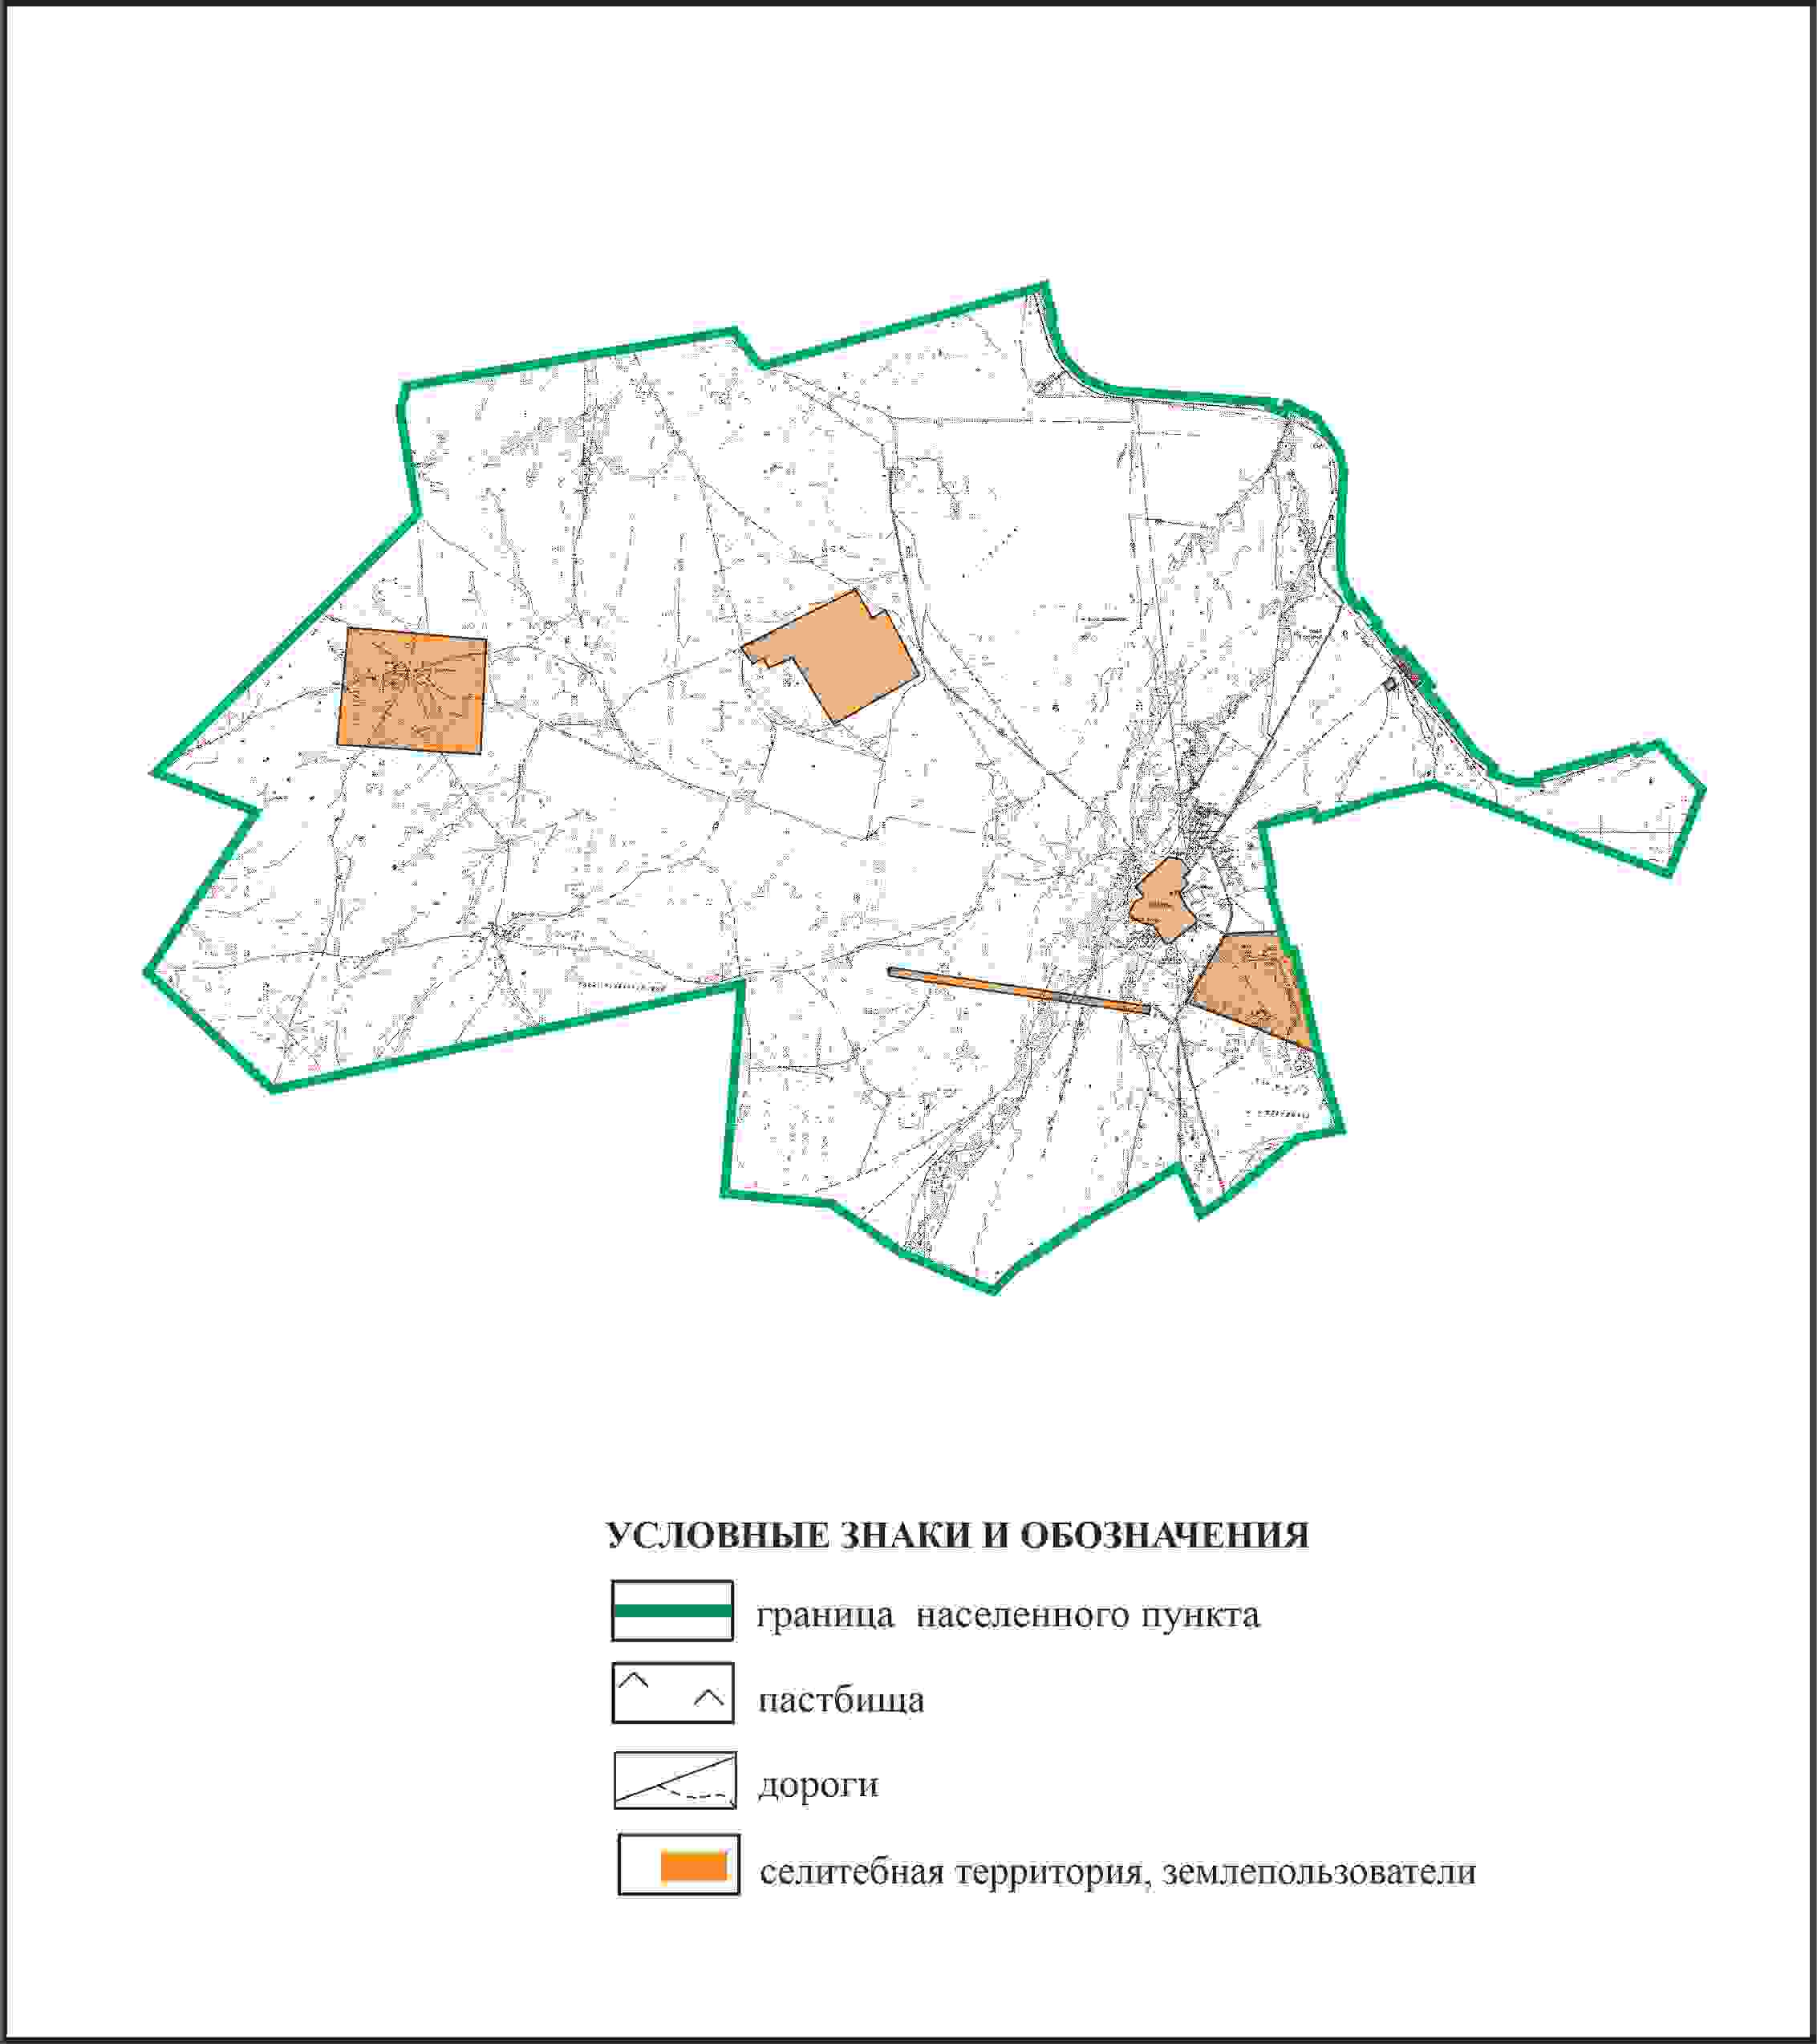 УСЛОВНЫЕ ЗНАКИ И ОБОЗНАЧЕНИЯ
граница населенного пункта
пастбища
дороги
селитебная территория, землепользователи